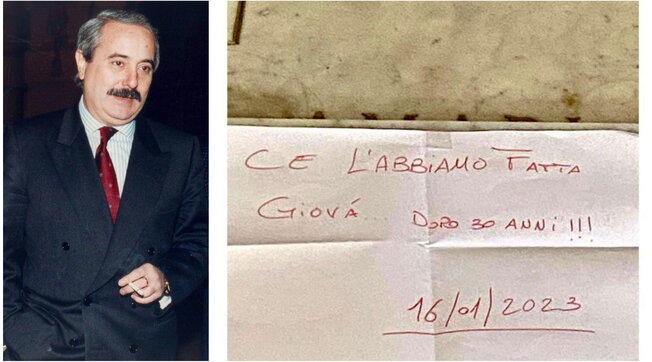 CE L'ABBIAMO FATTA
GIOVÁ... DOPO 30 ANNI!!!
16/01/2023